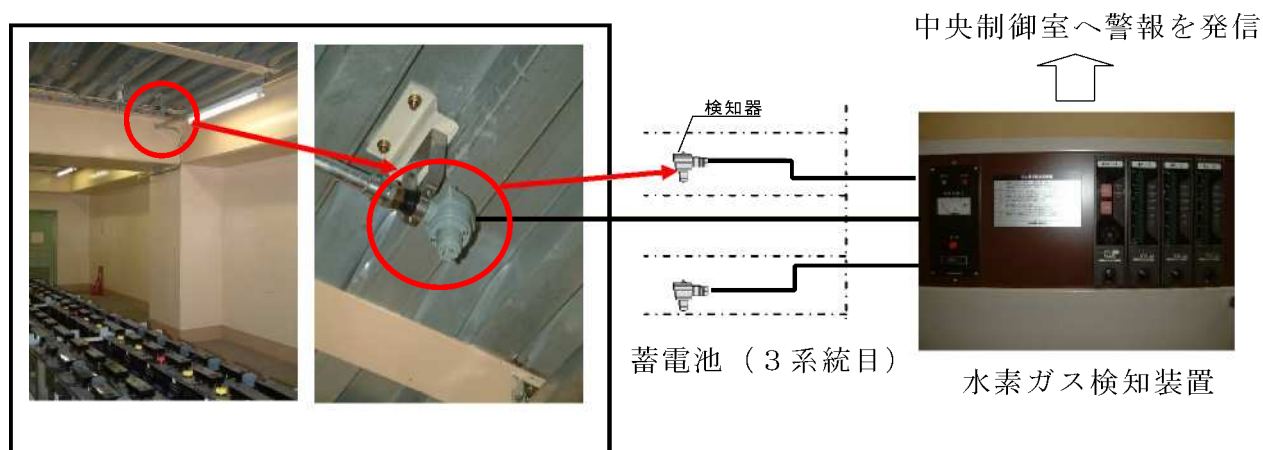 中央制御室へ警報を発信
検知器
蓄電池（３系統目）
水素ガス検知装置